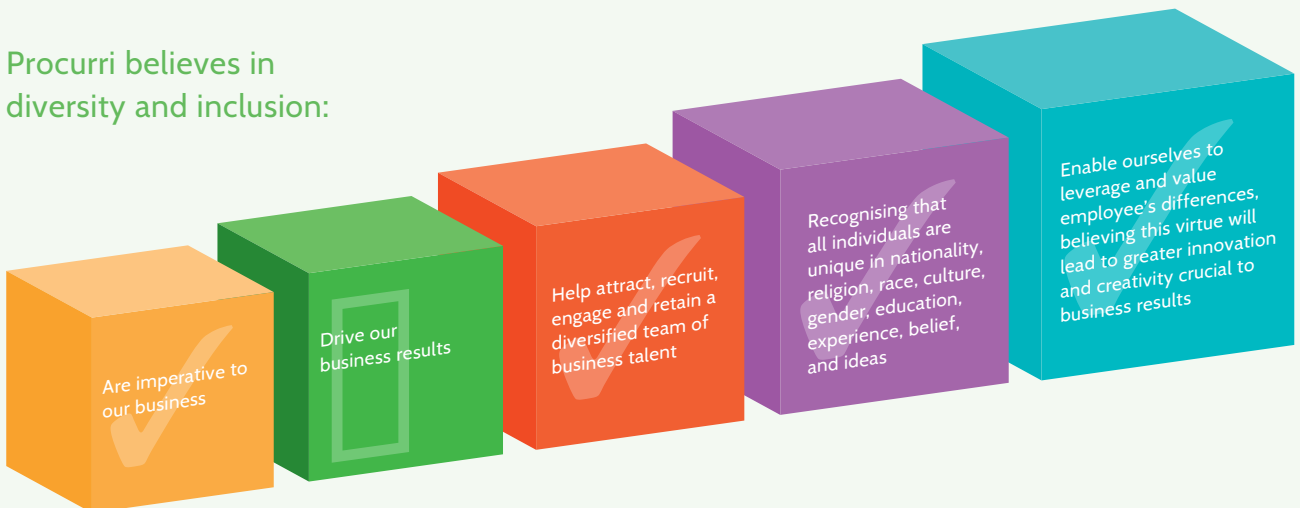 Procurri believes in
diversity and inclusion:
Are imperative to
our business
Drive our
business results
Help attract, recruit,
engage and retain a
diversified team of
business talent
Recognising that
all individuals are
unique in nationality,
religion, race, culture,
gender, education,
experience, belief,
and ideas
Enable ourselves to
leverage and value
employee's differences,
believing this virtue will
lead to greater innovation
and creativity crucial to
business results